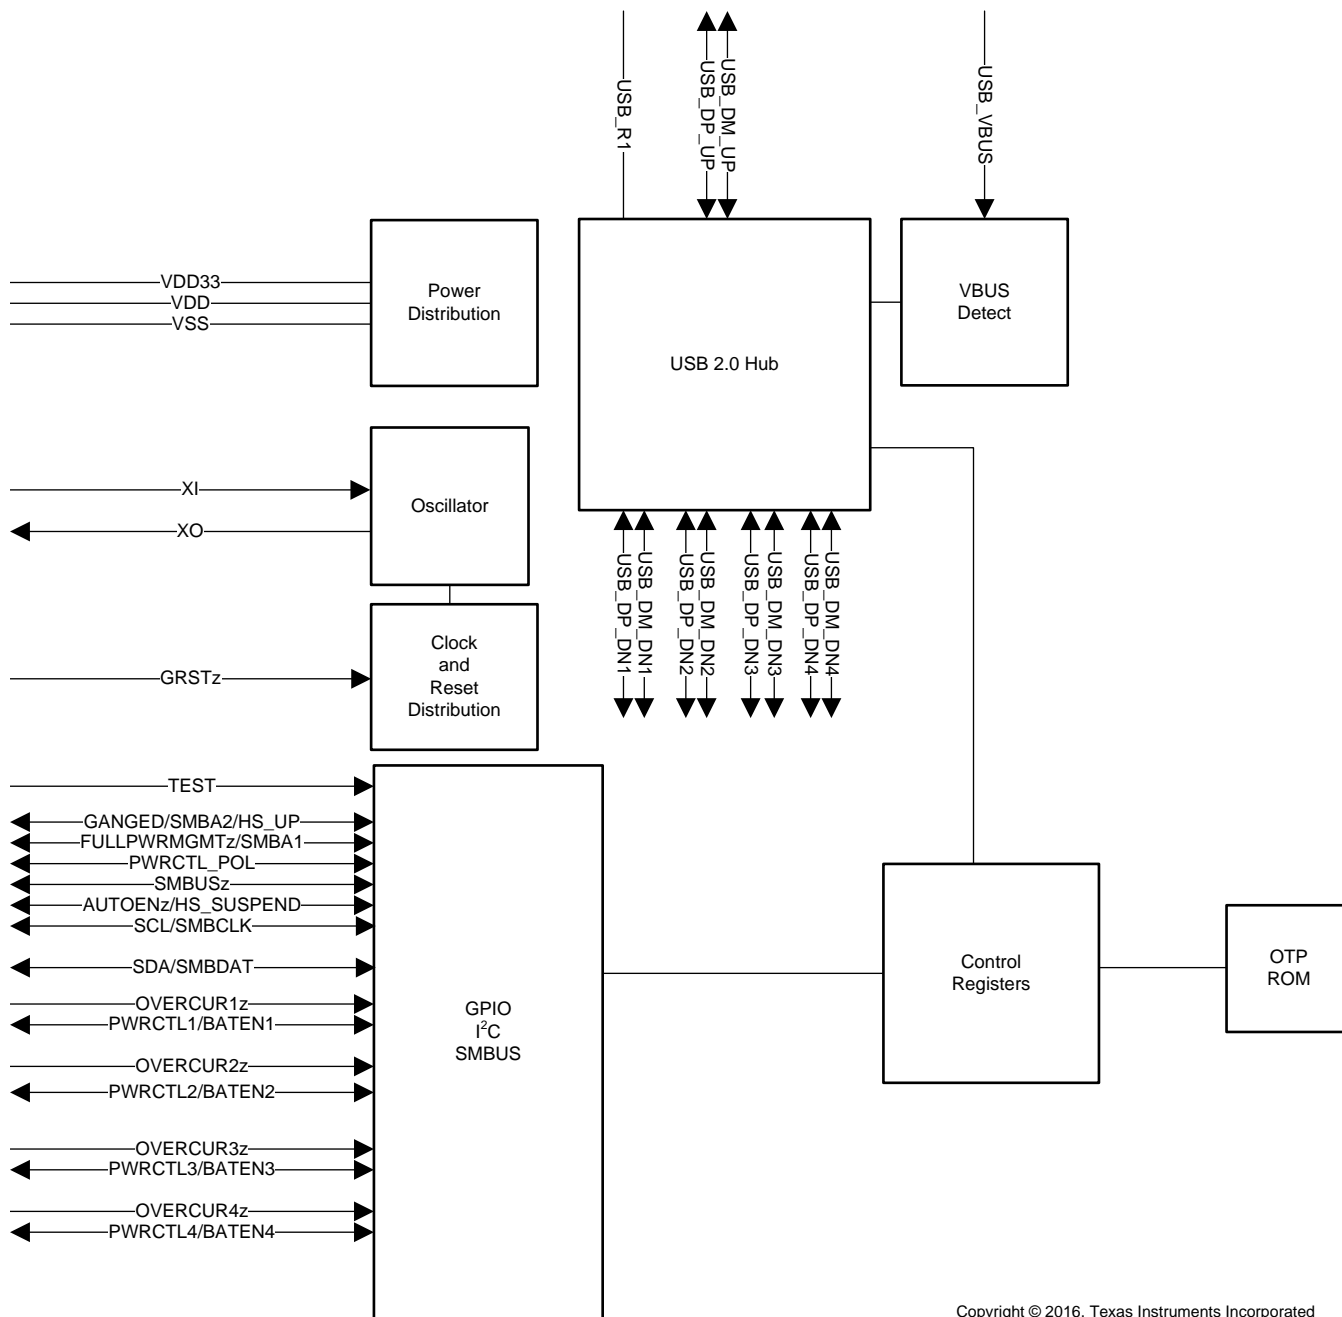 USB_R1
USB_DP_UP
USB_DM_UP
USB_VBUS
VDD33
VDD
VSS
Power
Distribution
USB 2.0 Hub
VBUS
Detect
XI
XO
Oscillator
USB_DP_DN1
USB_DM_DN1
USB_DP_DN2
USB_DM_DN2
USB_DP_DN3
USB_DM_DN3
USB_DP_DN4
USB_DM_DN4
GRSTz
Clock
and
Reset
Distribution
TEST
GANGED/SMBA2/HS_UP
FULLPWRMGMTz/SMBA1
PWRCTL_POL
SMBUSz
AUTOENz/HS_SUSPEND
SCL/SMBCLK
SDA/SMBDAT
OVERCUR1z
PWRCTL1/BATEN1
OVERCUR2z
PWRCTL2/BATEN2
OVERCUR3z
PWRCTL3/BATEN3
OVERCUR4z
PWRCTL4/BATEN4
GPIO
I²C
SMBUS
Control
Registers
OTP
ROM
Copyright © 2016, Texas Instruments Incorporated